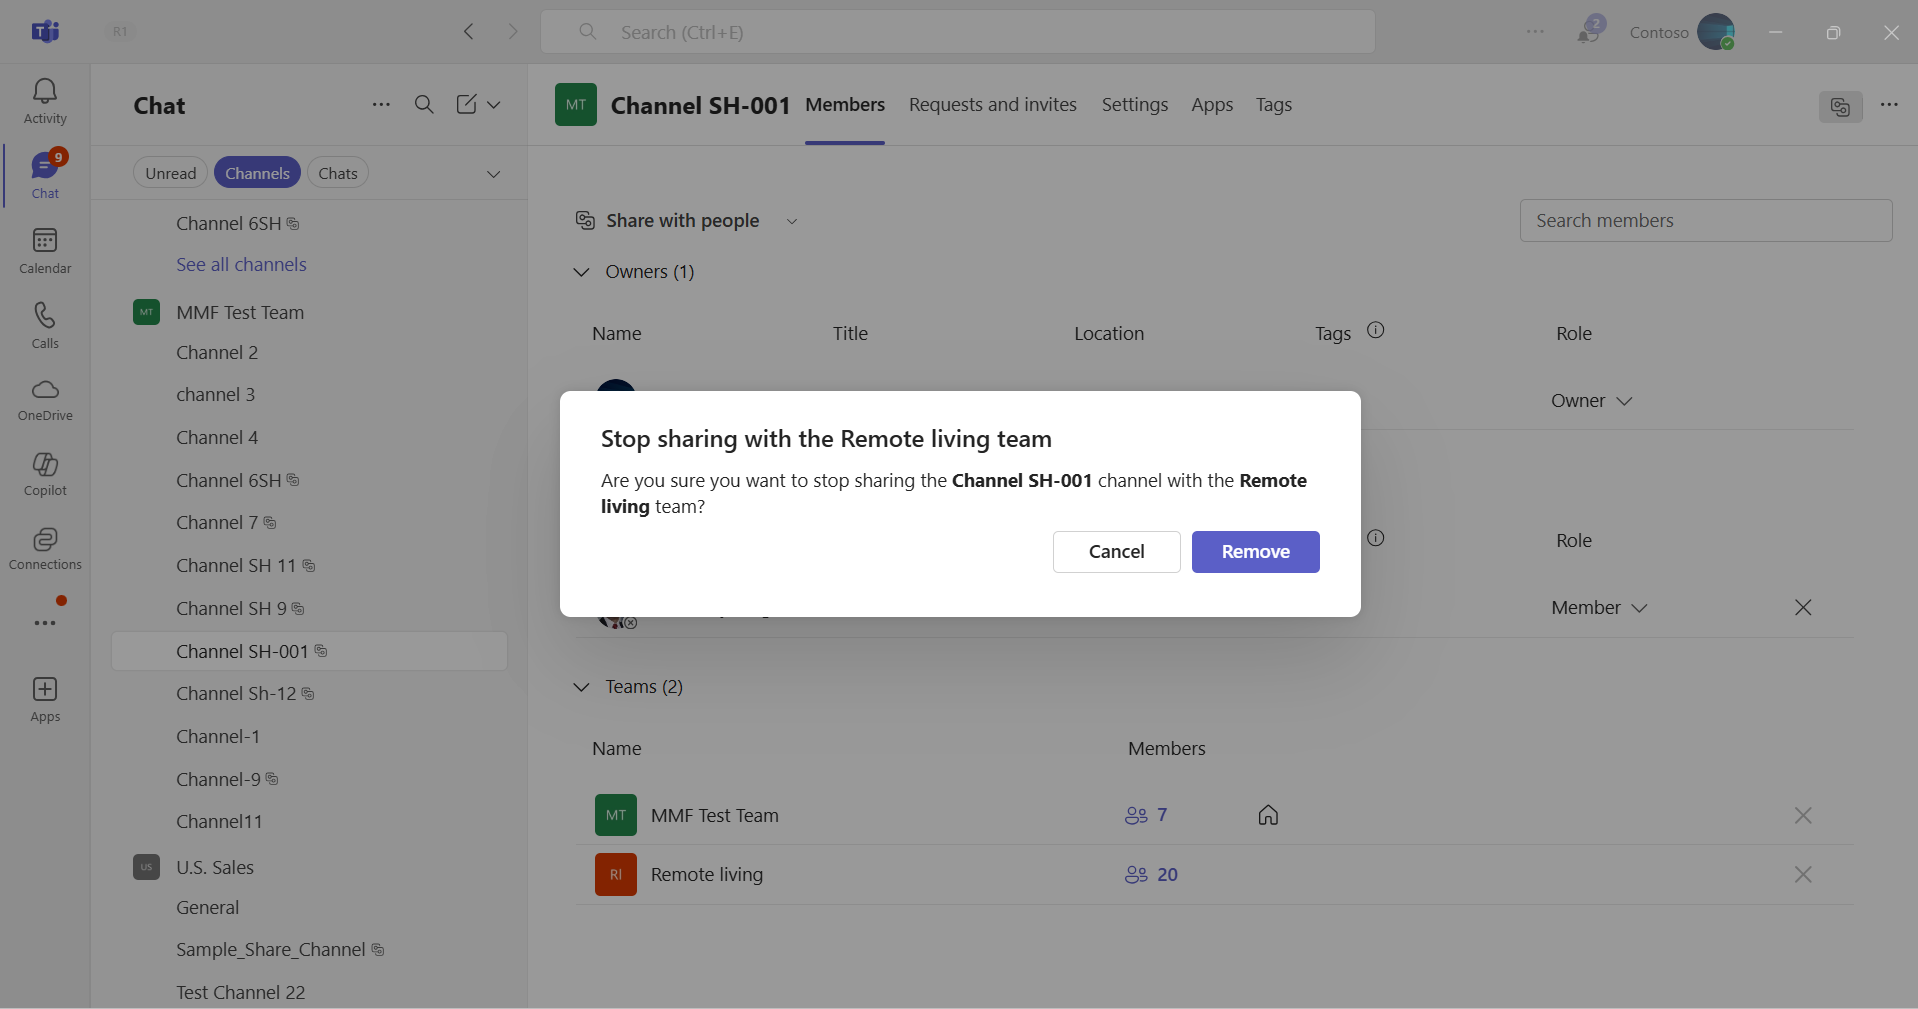 R1
Search (Ctrl+E)
2
Contoso
Activity
9
Chat
Calendar
Calls
OneDrive
Copilot
Connections
Apps
Chat
Unread
Channels
Chats
Channel 6SH
See all channels
MT
MMF Test Team
Channel 2
channel 3
Channel 4
Channel 6SH
Channel 7
Channel SH 11
Channel SH 9
Channel SH-001
Channel Sh-12
Channel-1
Channel-9
Channel11
US
U.S. Sales
General
Sample_Share_Channel
Test Channel 22
MT
Channel SH-001
Members
Requests and invites
Settings
Apps
Tags
Share with people
Search members
Owners (1)
Name
Title
Location
Tags
Role
Owner
Stop sharing with the Remote living team
Are you sure you want to stop sharing the Channel SH-001 channel with the Remote
living team?
Cancel
Remove
Role
Member
Teams (2)
Name
Members
MT
MMF Test Team
7
Rl
Remote living
20